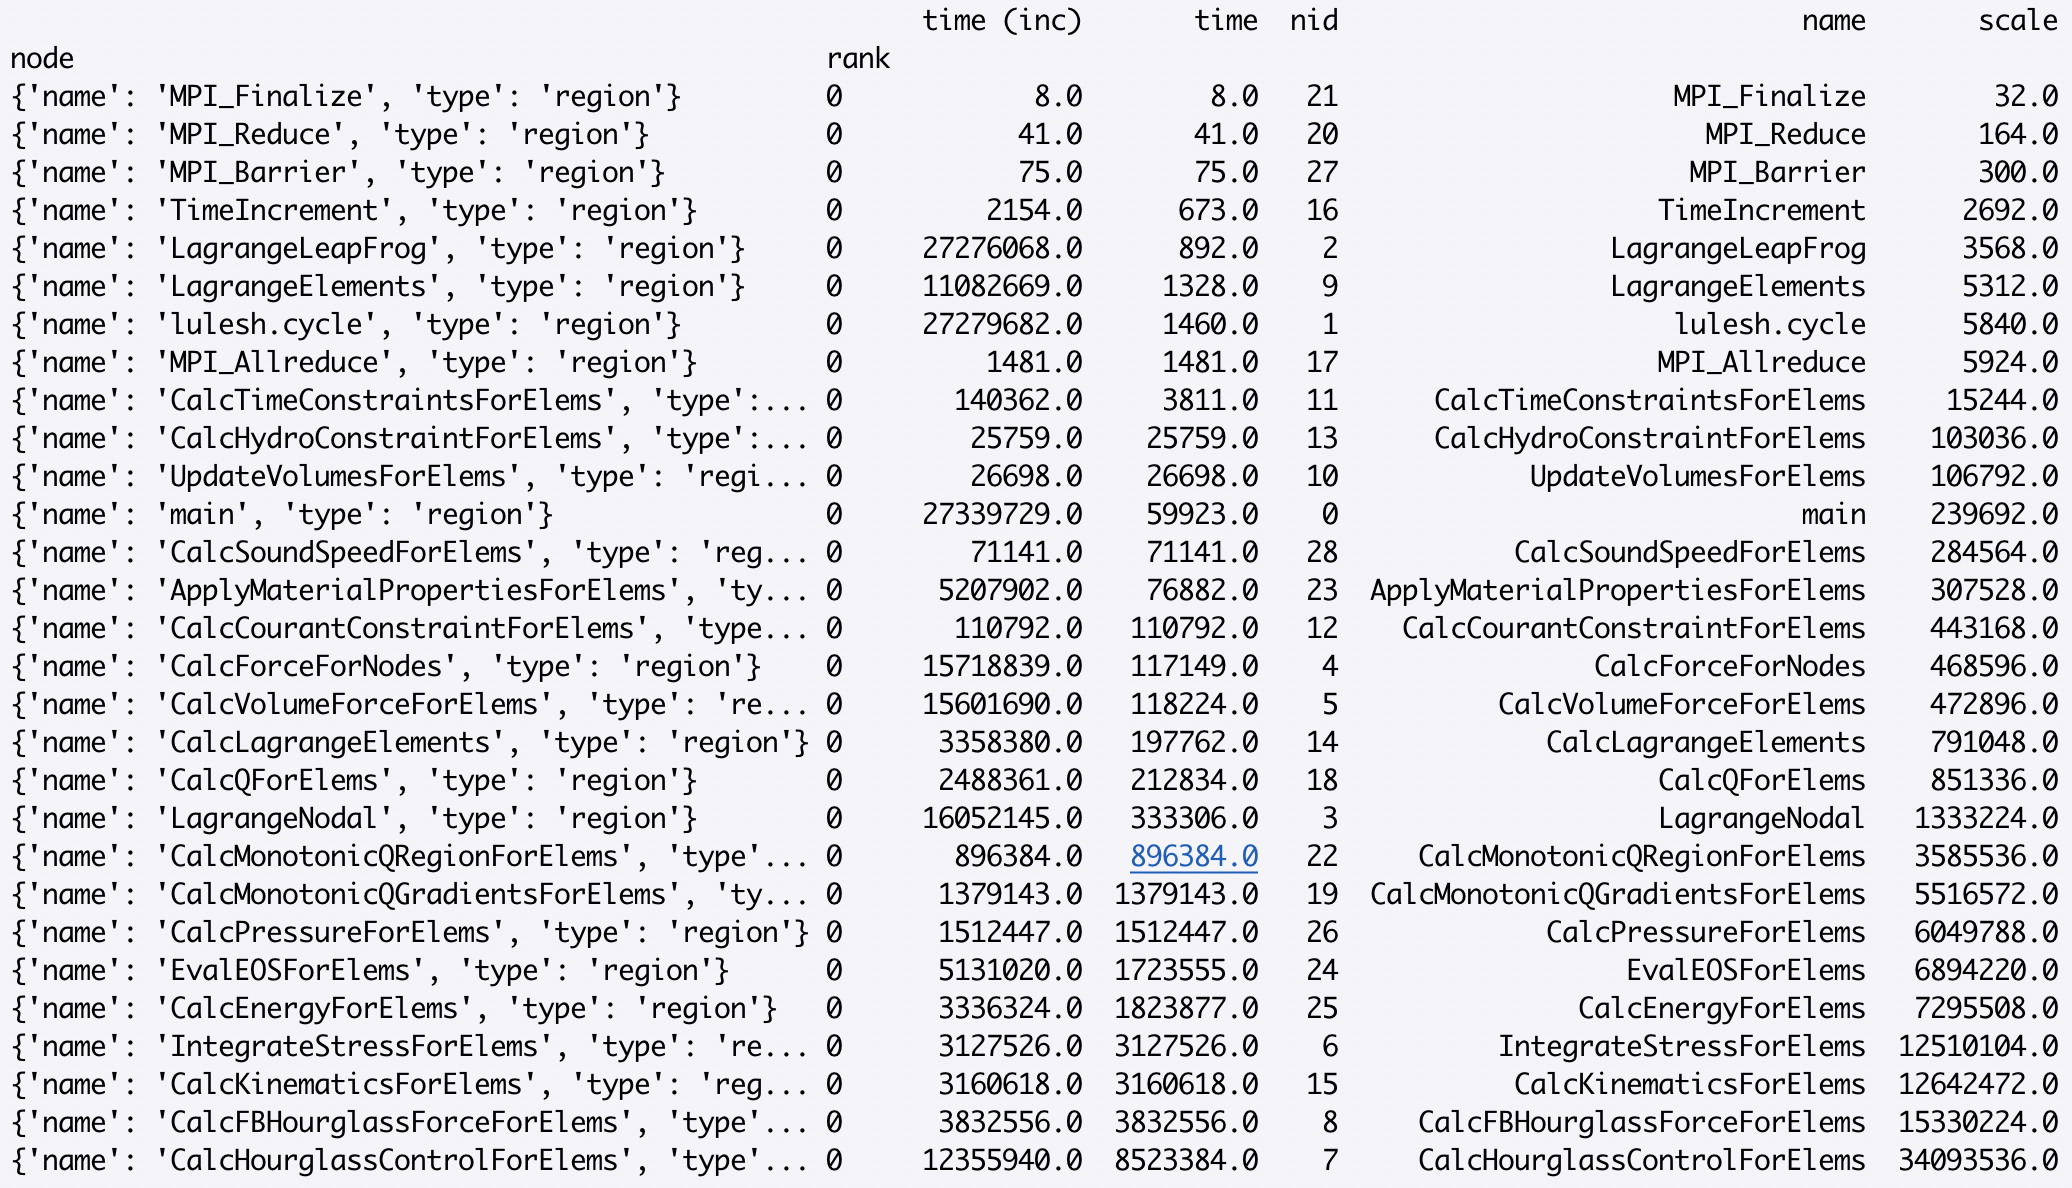 time (inc) time nid name scale
node rank
{'name': 'MPI_Finalize', 'type': 'region'} 0 8.0 8.0 21 MPI_Finalize 32.0
{'name': 'MPI_Reduce', 'type': 'region'} 0 41.0 41.0 20 MPI_Reduce 164.0
{'name': 'MPI_Barrier', 'type': 'region'} 0 75.0 75.0 27 MPI_Barrier 300.0
{'name': 'TimeIncrement', 'type': 'region'} 0 2154.0 673.0 16 TimeIncrement 2692.0
{'name': 'LagrangeLeapFrog', 'type': 'region'} 0 27276068.0 892.0 2 LagrangeLeapFrog 3568.0
{'name': 'LagrangeElements', 'type': 'region'} 0 11082669.0 1328.0 9 LagrangeElements 5312.0
{'name': 'lulesh.cycle', 'type': 'region'} 0 27279682.0 1460.0 1 lulesh.cycle 5840.0
{'name': 'MPI_Allreduce', 'type': 'region'} 0 1481.0 1481.0 17 MPI_Allreduce 5924.0
{'name': 'CalcTimeConstraintsForElems', 'type':... 0 140362.0 3811.0 11 CalcTimeConstraintsForElems 15244.0
{'name': 'CalcHydroConstraintForElems', 'type':... 0 25759.0 25759.0 13 CalcHydroConstraintForElems 103036.0
{'name': 'UpdateVolumesForElems', 'type': 'regi... 0 26698.0 26698.0 10 UpdateVolumesForElems 106792.0
{'name': 'main', 'type': 'region'} 0 27339729.0 59923.0 0 main 239692.0
{'name': 'CalcSoundSpeedForElems', 'type': 'reg... 0 71141.0 71141.0 28 CalcSoundSpeedForElems 284564.0
{'name': 'ApplyMaterialPropertiesForElems', 'ty... 0 5207902.0 76882.0 23 ApplyMaterialPropertiesForElems 307528.0
{'name': 'CalcCourantConstraintForElems', 'type... 0 110792.0 110792.0 12 CalcCourantConstraintForElems 443168.0
{'name': 'CalcForceForNodes', 'type': 'region'} 0 15718839.0 117149.0 4 CalcForceForNodes 468596.0
{'name': 'CalcVolumeForceForElems', 'type': 're... 0 15601690.0 118224.0 5 CalcVolumeForceForElems 472896.0
{'name': 'CalcLagrangeElements', 'type': 'region'} 0 3358380.0 197762.0 14 CalcLagrangeElements 791048.0
{'name': 'CalcQForElems', 'type': 'region'} 0 2488361.0 212834.0 18 CalcQForElems 851336.0
{'name': 'LagrangeNodal', 'type': 'region'} 0 16052145.0 333306.0 3 LagrangeNodal 1333224.0
{'name': 'CalcMonotonicQRegionForElems', 'type'... 0 896384.0 896384.0 22 CalcMonotonicQRegionForElems 3585536.0
{'name': 'CalcMonotonicQGradientsForElems', 'ty... 0 1379143.0 1379143.0 19 CalcMonotonicQGradientsForElems 5516572.0
{'name': 'CalcPressureForElems', 'type': 'region'} 0 1512447.0 1512447.0 26 CalcPressureForElems 6049788.0
{'name': 'EvalEOSForElems', 'type': 'region'} 0 5131020.0 1723555.0 24 EvalEOSForElems 6894220.0
{'name': 'CalcEnergyForElems', 'type': 'region'} 0 3336324.0 1823877.0 25 CalcEnergyForElems 7295508.0
{'name': 'IntegrateStressForElems', 'type': 're... 0 3127526.0 3127526.0 6 IntegrateStressForElems 12510104.0
{'name': 'CalcKinematicsForElems', 'type': 'reg... 0 3160618.0 3160618.0 15 CalcKinematicsForElems 12642472.0
{'name': 'CalcFBHourglassForceForElems', 'type'... 0 3832556.0 3832556.0 8 CalcFBHourglassForceForElems 15330224.0
{'name': 'CalcHourglassControlForElems', 'type'... 0 12355940.0 8523384.0 7 CalcHourglassControlForElems 34093536.0